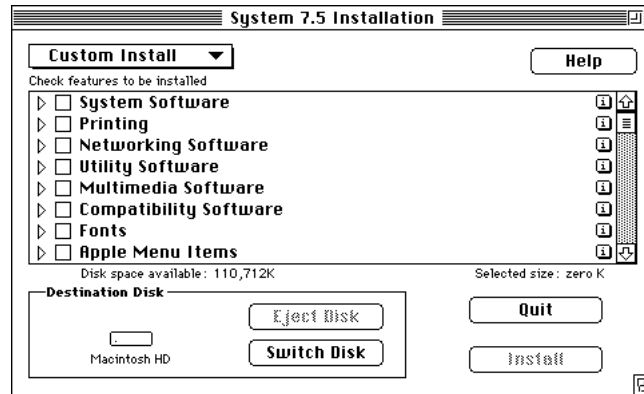 System 7.5 Installation
Custom Install
Help
Check features to be installed
System Software
Printing
Networking Software
Utility Software
Multimedia Software
Compatibility Software
Fonts
Apple Menu Items
Disk space available: 110,712K Selected size: zero K
Destination Disk
Eject Disk
Quit
Macintosh HD
Switch Disk
Install